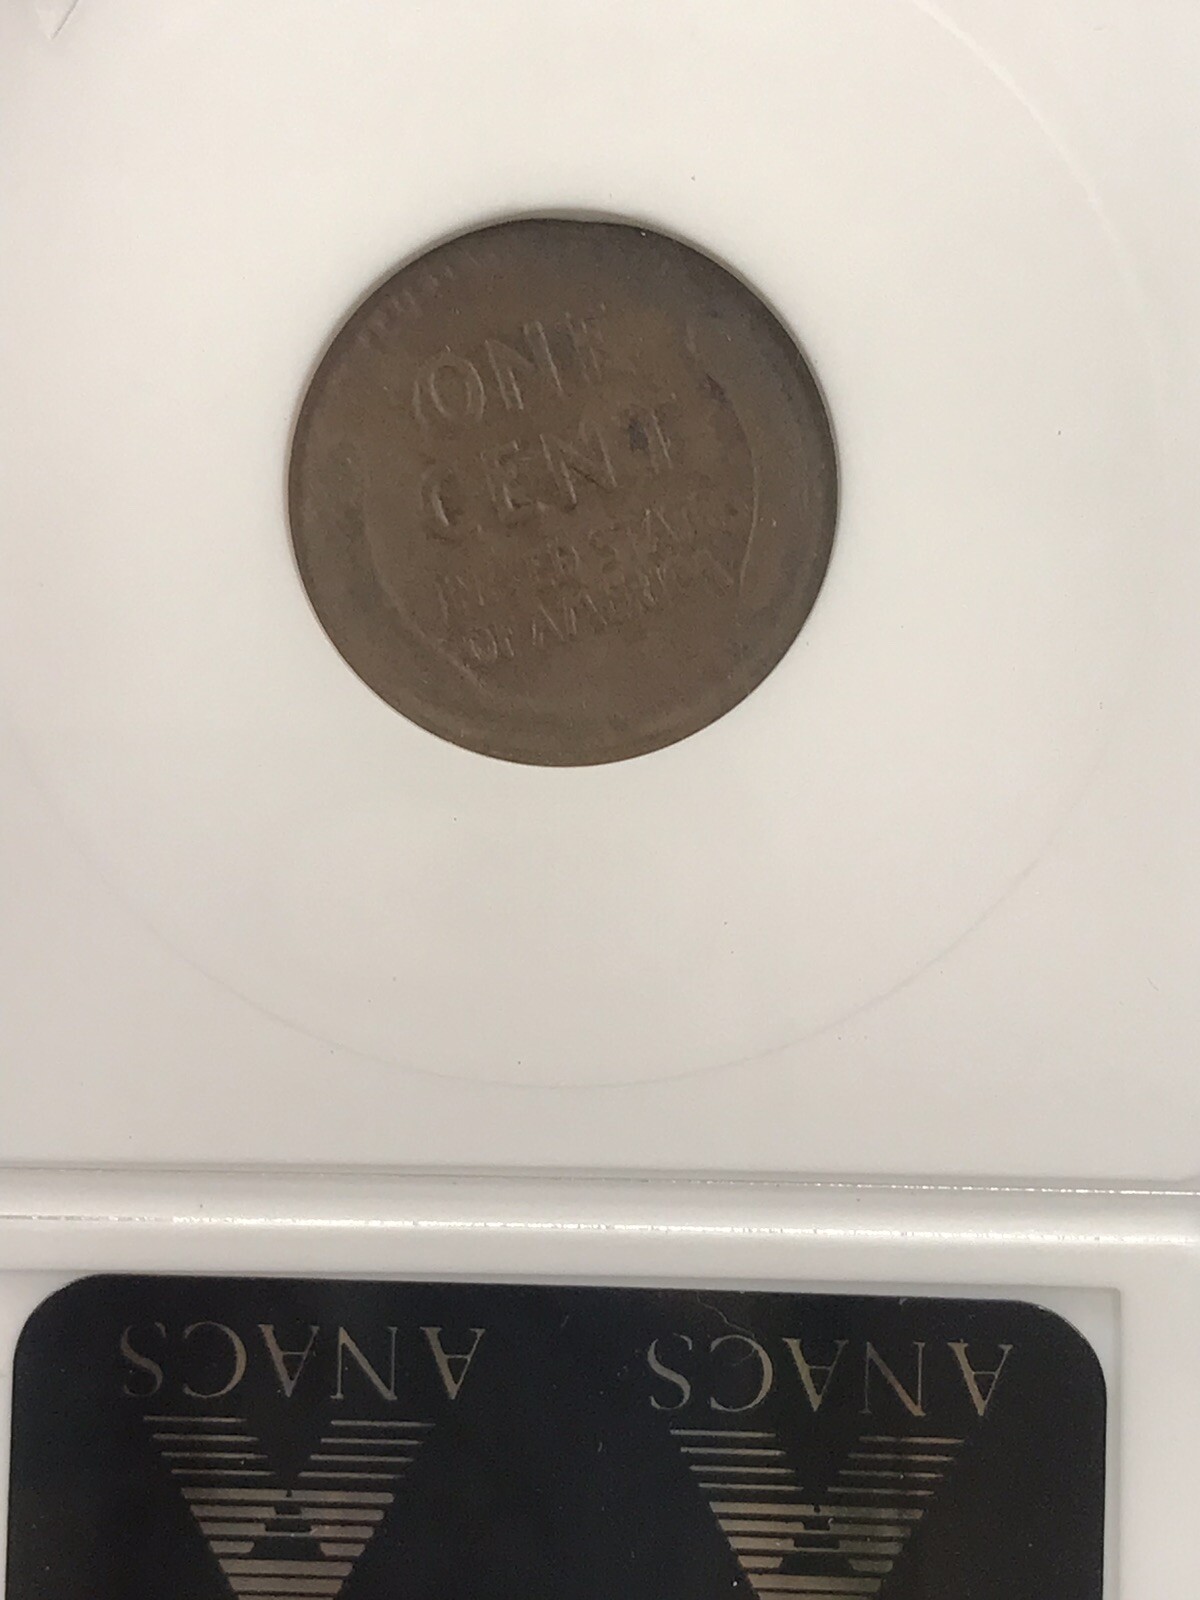 ONE
CENT
UNITED STATES
OF AMERICA
ANACS ANACS